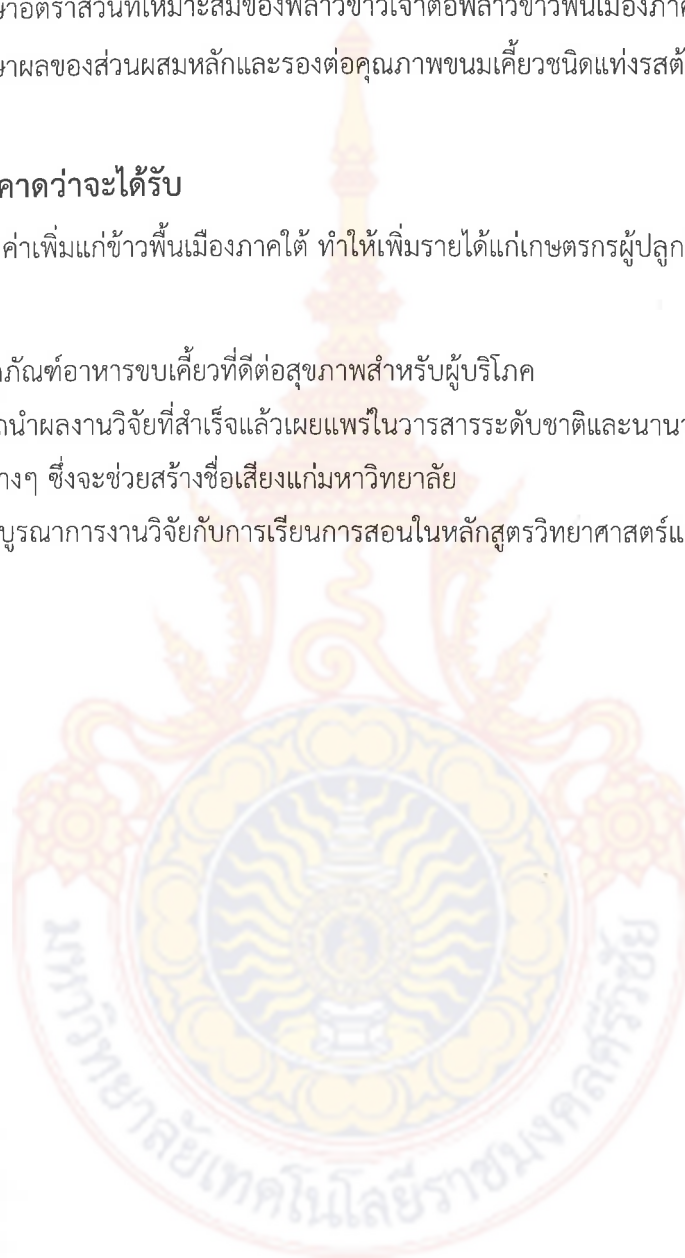 ษาอัตราส่วนที่เหมาะสมของฟลาวข้าวเจ้าต่อฟลาวข้าวพื้นเมืองภาค
ษาผลของส่วนผสมหลักและรองต่อคุณภาพขนมเคี้ยวชนิดแท่งรสต้
คาดว่าจะได้รับ
ค่าเพิ่มแก่ข้าวพื้นเมืองภาคใต้ ทำให้เพิ่มรายได้แก่เกษตรกรผู้ปลูก
ภัณฑ์อาหารขบเคี้ยวที่ดีต่อสุขภาพสำหรับผู้บริโภค
ถนำผลงานวิจัยที่สำเร็จแล้วเผยแพร่ในวารสารระดับชาติและนานา
างๆ ซึ่งจะช่วยสร้างชื่อเสียงแก่มหาวิทยาลัย
บูรณาการงานวิจัยกับการเรียนการสอนในหลักสูตรวิทยาศาสตร์แ
มหาวิทยาลัยเทคโนโลยีราชมงคลศรีวิชัย